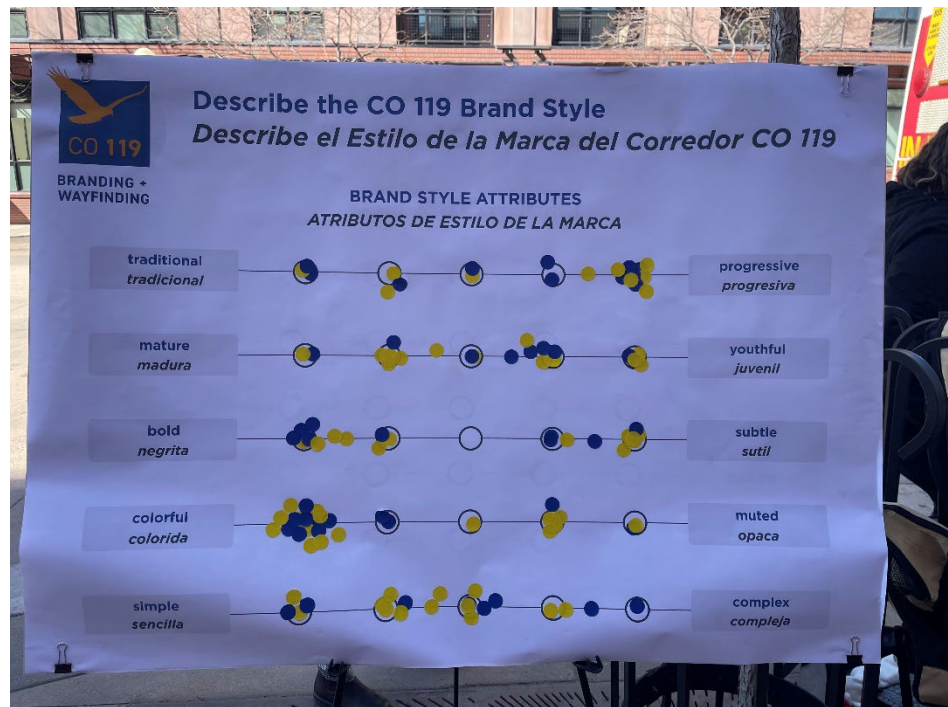 CO 119
BRANDING +
WAYFINDING
Describe the CO 119 Brand Style
Describe el Estilo de la Marca del Corredor CO 119
BRAND STYLE ATTRIBUTES
ATRIBUTOS DE ESTILO DE LA MARCA
traditional
tradicional
progressive
progresiva
mature
madura
youthful
juvenil
bold
negrita
subtle
sutil
colorful
colorida
muted
opaca
simple
sencilla
complex
compleja